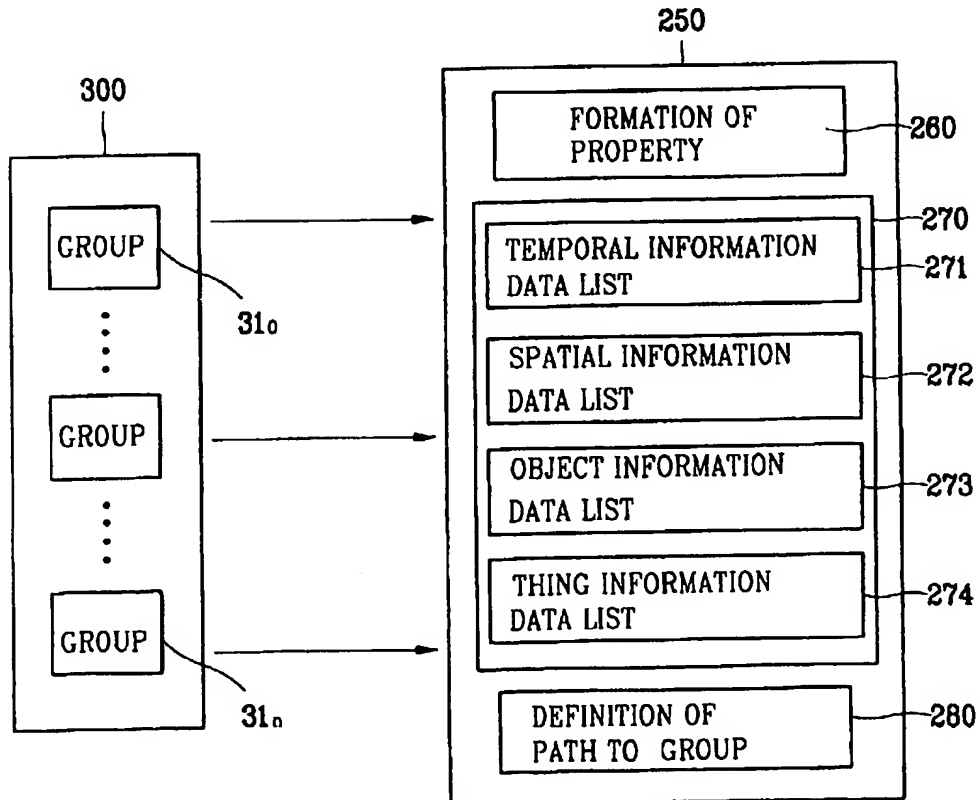 250
300
FORMATION OF
PROPERTY
260
270
GROUP
31₀
TEMPORAL INFORMATION
DATA LIST
271
SPATIAL INFORMATION
DATA LIST
272
GROUP
OBJECT INFORMATION
DATA LIST
273
THING INFORMATION
DATA LIST
274
GROUP
31ₙ
DEFINITION OF
PATH TO GROUP
280